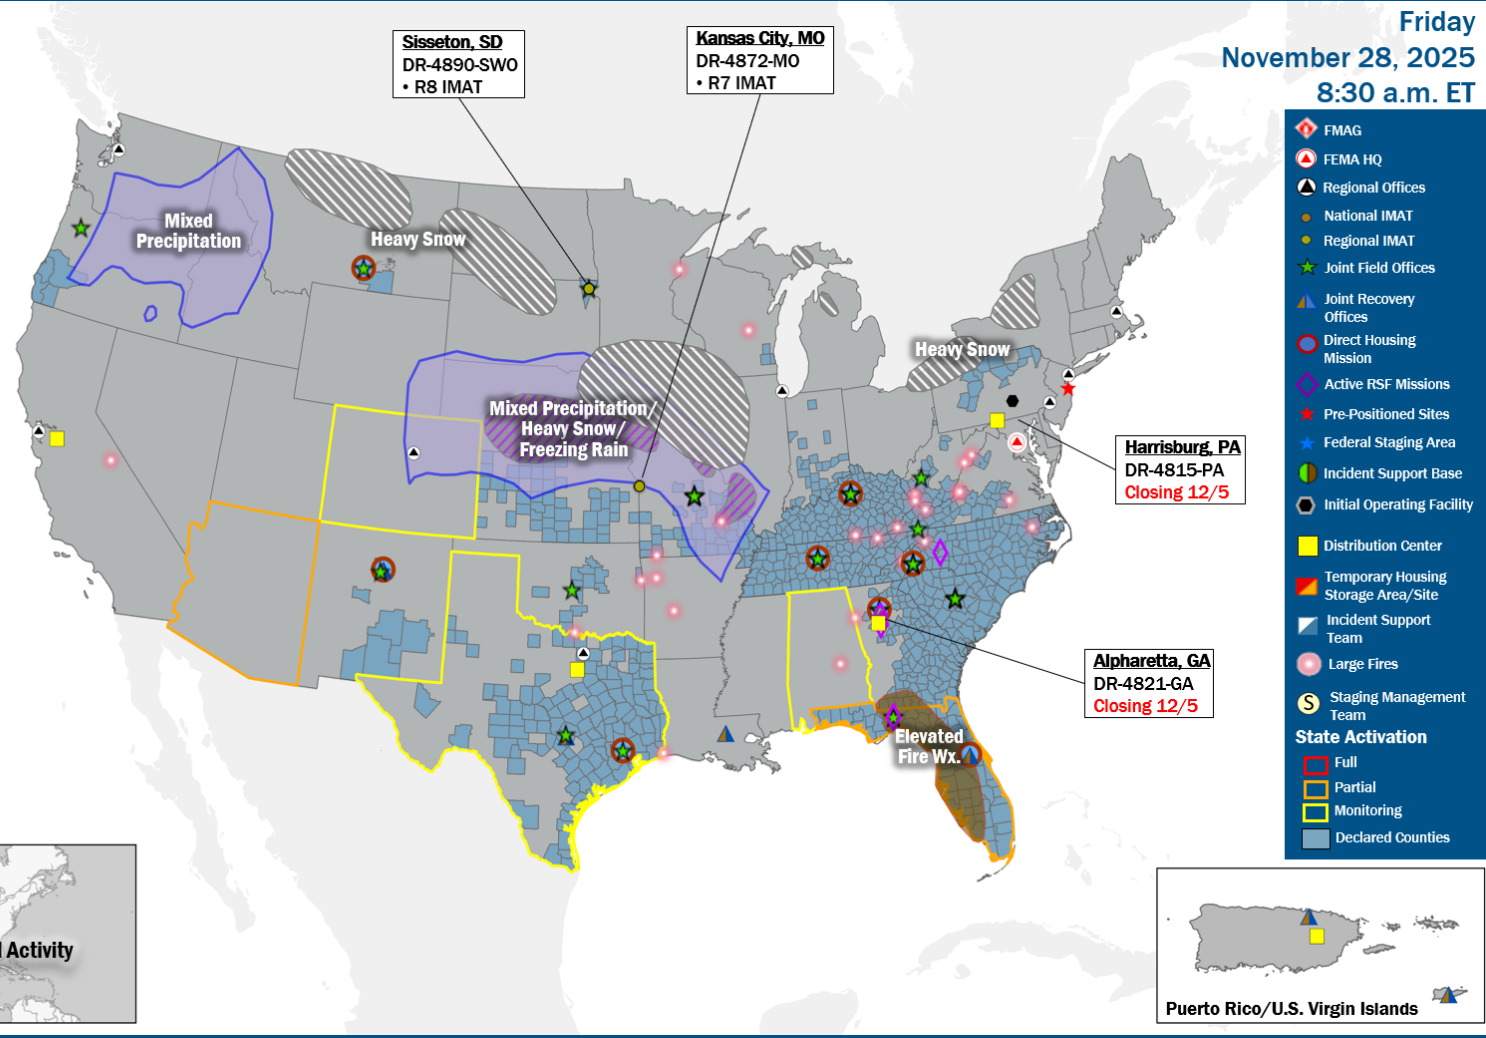 Friday
November 28, 2025
8:30 a.m. ET
Sisseton, SD
DR-4890-SWO
• R8 IMAT
Kansas City, MO
DR-4872-MO
• R7 IMAT
FMAG
FEMA HQ
Regional Offices
National IMAT
Regional IMAT
Joint Field Offices
Joint Recovery
Offices
Direct Housing
Mission
Active RSF Missions
Pre-Positioned Sites
Federal Staging Area
Incident Support Base
Initial Operating Facility
Distribution Center
Temporary Housing
Storage Area/Site
Incident Support
Team
Large Fires
S
Staging Management
Team
State Activation
Full
Partial
Monitoring
Declared Counties
Mixed
Precipitation
Heavy Snow
Heavy Snow
Mixed Precipitation/
Heavy Snow/
Freezing Rain
Harrisburg, PA
DR-4815-PA
Closing 12/5
Alpharetta, GA
DR-4821-GA
Closing 12/5
Elevated
Fire Wx.
Activity
Puerto Rico/U.S. Virgin Islands